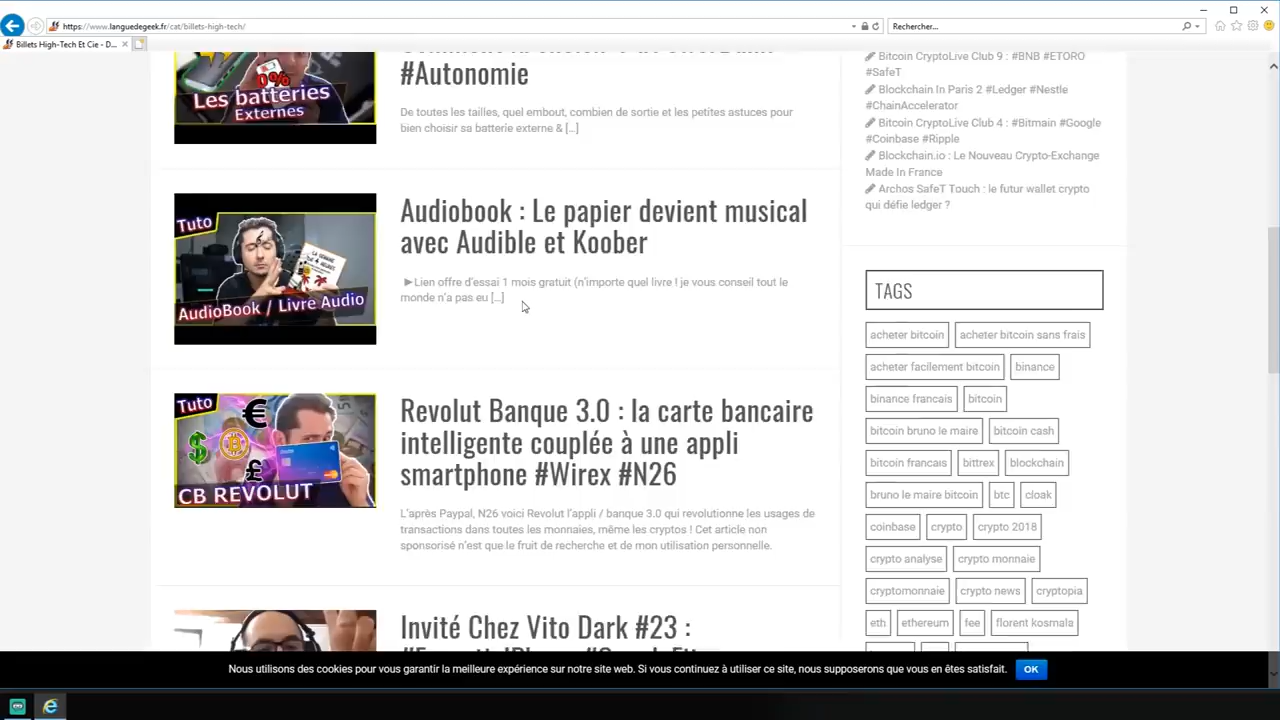 https://www.languedegeek.fr/cat/billets-high-tech/
Rechercher...
Billets High-Tech Et Cie - D...
#Autonomie
De toutes les tailles, quel embout, combien de sortie et les petites astuces pour
bien choisir sa batterie externe & [...]
0%
Les batteries
Externes
Audiobook : Le papier devient musical
avec Audible et Koober
►Lien offre d'essai 1 mois gratuit (n'importe quel livre ! je vous conseil tout le
monde n'a pas eu [...]
Tuto
LA SEMAINE
DE 4 HEURES
AudioBook / Livre Audio
Revolut Banque 3.0 : la carte bancaire
intelligente couplée à une appli
smartphone #Wirex #N26
L'après Paypal, N26 voici Revolut l'appli / banque 3.0 qui revolutionne les usages de
transactions dans toutes les monnaies, même les cryptos ! Cet article non
sponsorisé n'est que le fruit de recherche et de mon utilisation personnelle.
Tuto
€
$
£
CB REVOLUT
Invité Chez Vito Dark #23 :
Bitcoin CryptoLive Club 9 : #BNB #ETORO
#SafeT
Blockchain In Paris 2 #Ledger #Nestle
#ChainAccelerator
Bitcoin CryptoLive Club 4 : #Bitmain #Google
#Coinbase #Ripple
Blockchain.io : Le Nouveau Crypto-Exchange
Made In France
Archos SafeT Touch : le futur wallet crypto
qui défie ledger ?
TAGS
acheter bitcoin
acheter bitcoin sans frais
acheter facilement bitcoin
binance
binance francais
bitcoin
bitcoin bruno le maire
bitcoin cash
bitcoin francais
bittrex
blockchain
bruno le maire bitcoin
btc
cloak
coinbase
crypto
crypto 2018
crypto analyse
crypto monnaie
cryptomonnaie
crypto news
cryptopia
eth
ethereum
fee
florent kosmala
Nous utilisons des cookies pour vous garantir la meilleure expérience sur notre site web. Si vous continuez à utiliser ce site, nous supposerons que vous en êtes satisfait.
OK